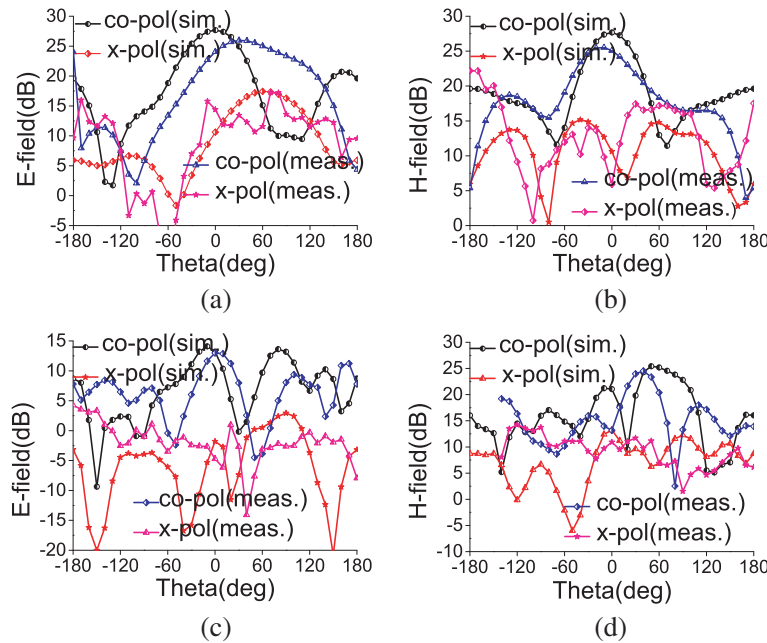 co-pol(sim.)
x-pol(sim.)
co-pol(meas.)
x-pol(meas.)
E-field(dB)
30
25
20
15
10
5
0
-5
-180 -120 -60 0 60 120 180
Theta(deg)
(a)
co-pol(sim.)
x-pol(sim.)
co-pol(meas.)
x-pol(meas.)
H-field(dB)
30
25
20
15
10
5
0
-180 -120 -60 0 60 120 180
Theta(deg)
(b)
co-pol(sim.)
x-pol(sim.)
co-pol(meas.)
x-pol(meas.)
E-field(dB)
15
10
5
0
-5
-10
-15
-20
-180 -120 -60 0 60 120 180
Theta(deg)
(c)
co-pol(sim.)
x-pol(sim.)
co-pol(meas.)
x-pol(meas.)
H-field(dB)
30
25
20
15
10
5
0
-5
-10
-180 -120 -60 0 60 120 180
Theta(deg)
(d)